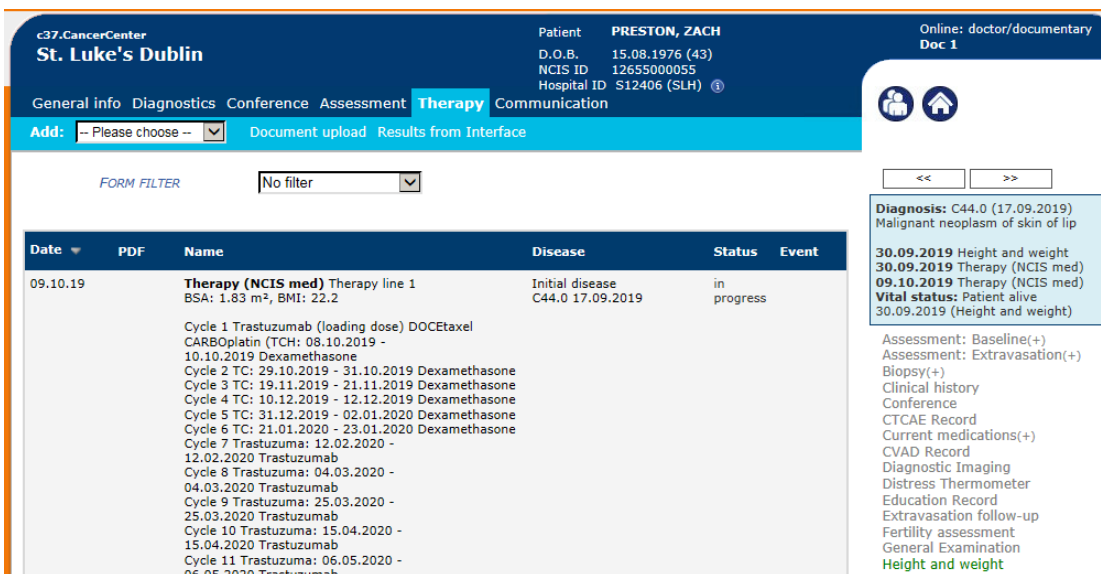 c37.CancerCenter
St. Luke's Dublin
Patient PRESTON, ZACH
D.O.B. 15.08.1976 (43)
NCIS ID 12655000055
Hospital ID S12406 (SLH)
Online: doctor/documentary
Doc 1
General info Diagnostics Conference Assessment Therapy Communication
Add: -- Please choose -- Document upload Results from Interface
FORM FILTER No filter
Date PDF Name Disease Status Event
09.10.19 Therapy (NCIS med) Therapy line 1 Initial disease in
BSA: 1.83 m², BMI: 22.2 C44.0 17.09.2019 progress
Cycle 1 Trastuzumab (loading dose) DOCEtaxel
CARBOplatin (TCH: 08.10.2019 -
10.10.2019 Dexamethasone
Cycle 2 TC: 29.10.2019 - 31.10.2019 Dexamethasone
Cycle 3 TC: 19.11.2019 - 21.11.2019 Dexamethasone
Cycle 4 TC: 10.12.2019 - 12.12.2019 Dexamethasone
Cycle 5 TC: 31.12.2019 - 02.01.2020 Dexamethasone
Cycle 6 TC: 21.01.2020 - 23.01.2020 Dexamethasone
Cycle 7 Trastuzuma: 12.02.2020 -
12.02.2020 Trastuzumab
Cycle 8 Trastuzuma: 04.03.2020 -
04.03.2020 Trastuzumab
Cycle 9 Trastuzuma: 25.03.2020 -
25.03.2020 Trastuzumab
Cycle 10 Trastuzuma: 15.04.2020 -
15.04.2020 Trastuzumab
Cycle 11 Trastuzuma: 06.05.2020 -
06.05.2020 Trastuzumab
<< >>
Diagnosis: C44.0 (17.09.2019)
Malignant neoplasm of skin of lip
30.09.2019 Height and weight
30.09.2019 Therapy (NCIS med)
09.10.2019 Therapy (NCIS med)
Vital status: Patient alive
30.09.2019 (Height and weight)
Assessment: Baseline(+)
Assessment: Extravasation(+)
Biopsy(+)
Clinical history
Conference
CTCAE Record
Current medications(+)
CVAD Record
Diagnostic Imaging
Distress Thermometer
Education Record
Extravasation follow-up
Fertility assessment
General Examination
Height and weight